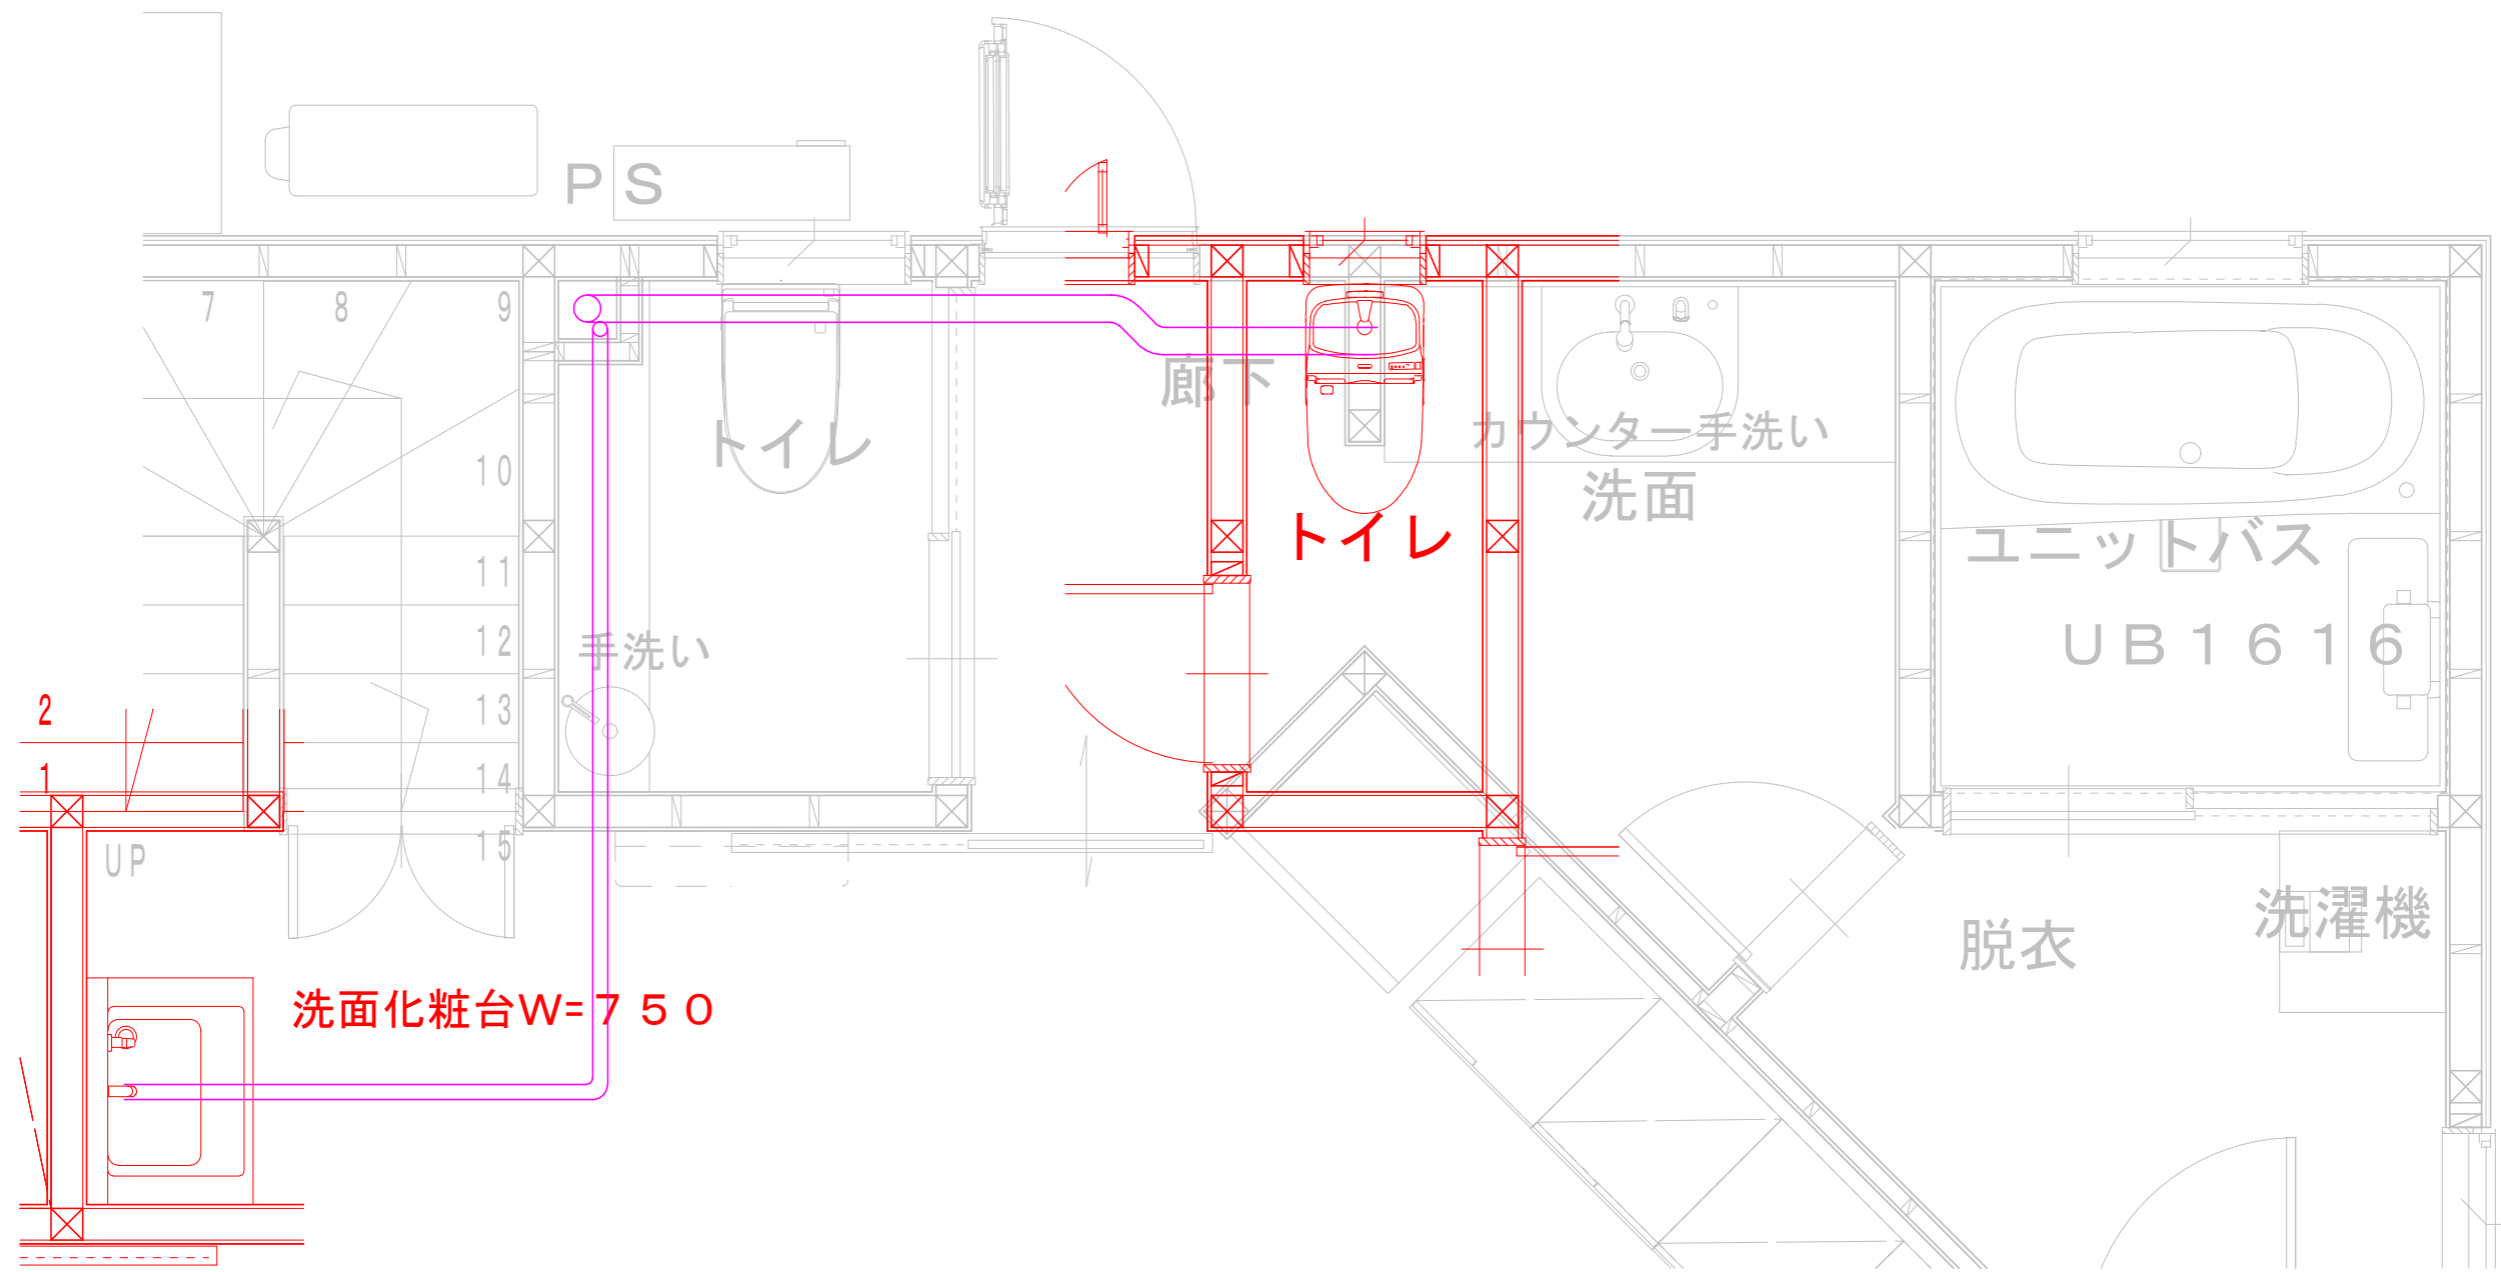 ＰＳ
7
8
9
10
11
12
13
14
15
トイレ
手洗い
廊下
トイレ
カウンター手洗い
洗面
ユニットバス
ＵＢ１６１６
脱衣
洗濯機
2
1
UP
洗面化粧台W=７５０